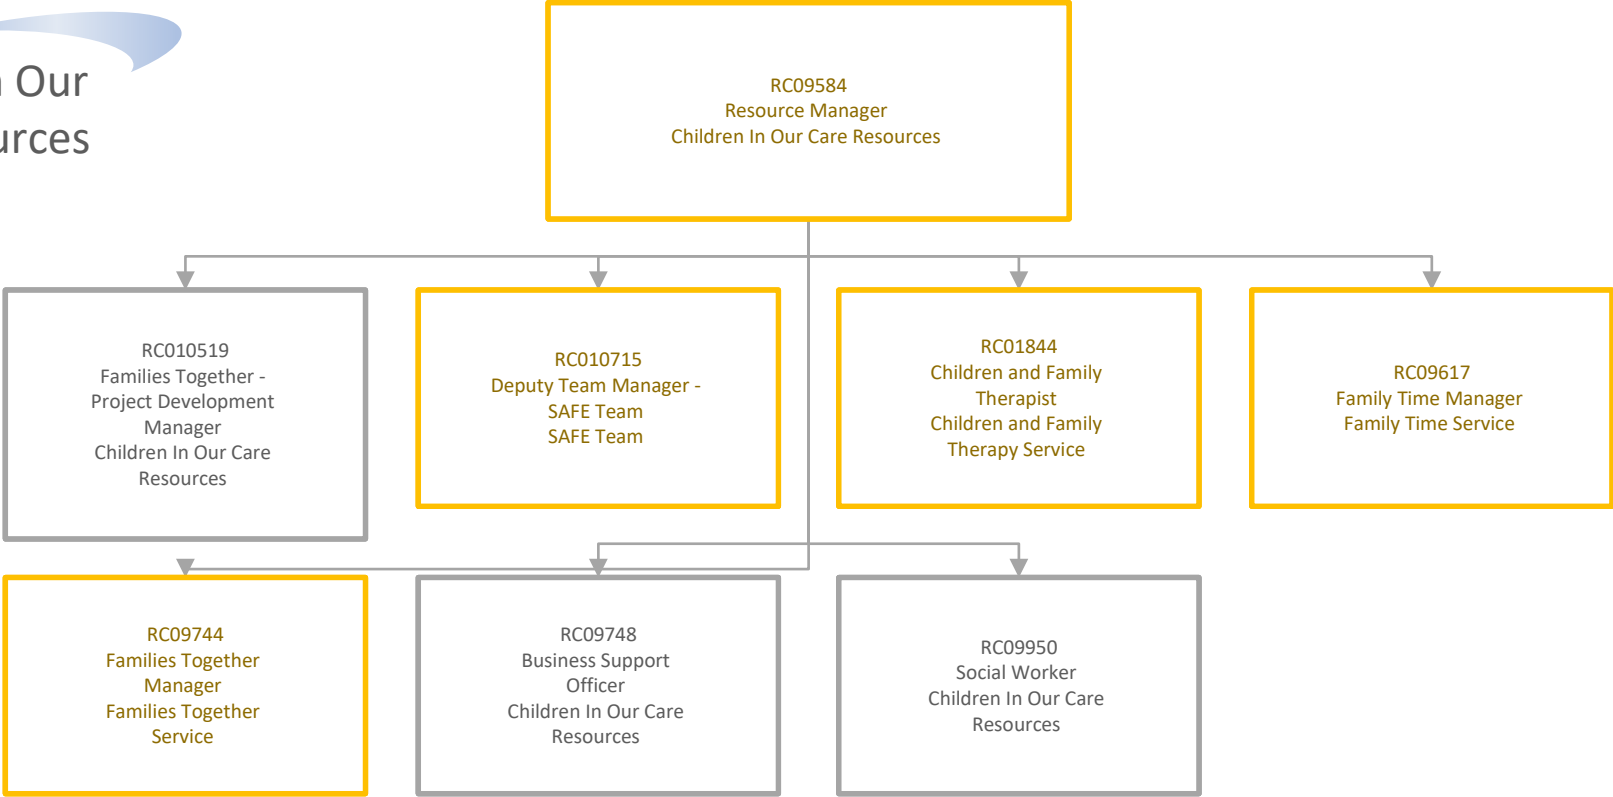 Our
RC09584
Resource Manager
Children In Our Care Resources
RC010519
Families Together -
Project Development
Manager
Children In Our Care
Resources
RC010715
Deputy Team Manager -
SAFE Team
SAFE Team
RC01844
Children and Family
Therapist
Children and Family
Therapy Service
RC09617
Family Time Manager
Family Time Service
RC09744
Families Together
Manager
Families Together
Service
RC09748
Business Support
Officer
Children In Our Care
Resources
RC09950
Social Worker
Children In Our Care
Resources